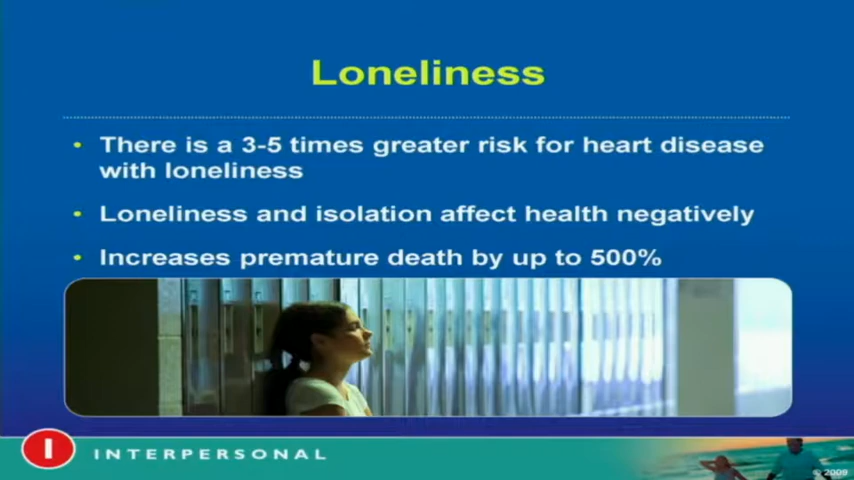 Loneliness
• There is a 3-5 times greater risk for heart disease
with loneliness
• Loneliness and isolation affect health negatively
• Increases premature death by up to 500%
I INTERPERSONAL
© 2009